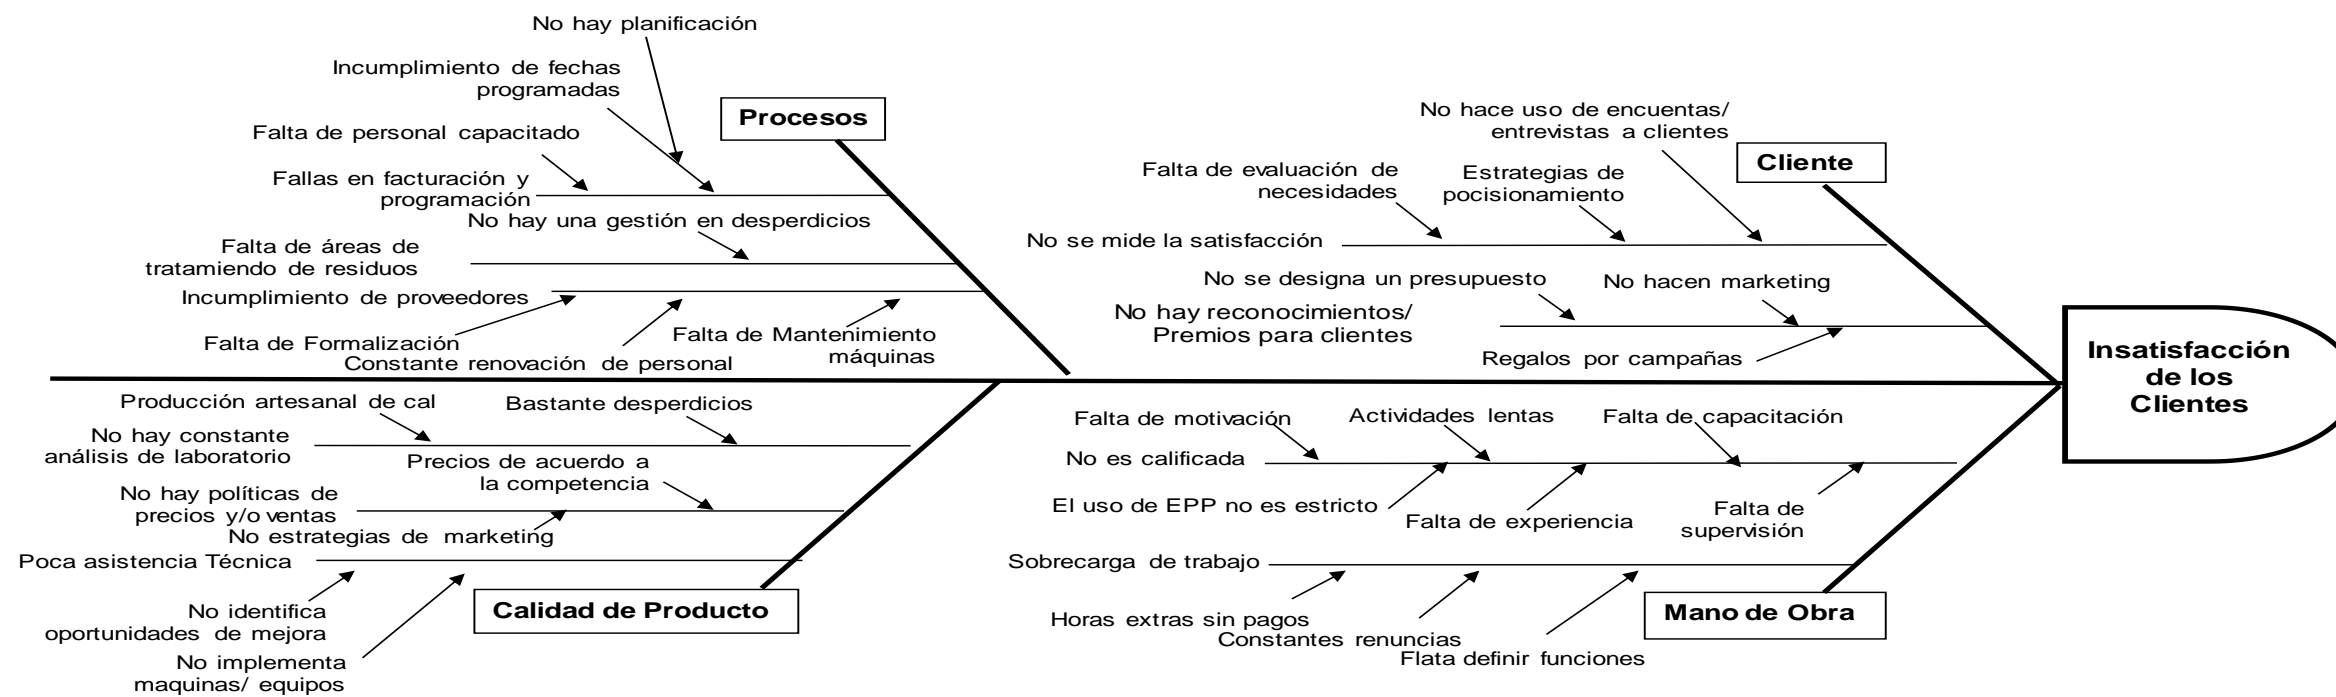 No hay planificación
Incumplimiento de fechas
programadas
Procesos
Falta de personal capacitado
Fallas en facturación y
programación
No hay una gestión en desperdicios
Falta de áreas de
tratamiendo de residuos
Incumplimiento de proveedores
Falta de Formalización
Constante renovación de personal
Falta de Mantenimiento
máquinas
No hace uso de encuentas/
entrevistas a clientes
Cliente
Falta de evaluación de
necesidades
Estrategias de
pocisionamiento
No se mide la satisfacción
No se designa un presupuesto
No hacen marketing
No hay reconocimientos/
Premios para clientes
Regalos por campañas
Insatisfacción
de los
Clientes
Producción artesanal de cal
Bastante desperdicios
No hay constante
análisis de laboratorio
Precios de acuerdo a
la competencia
No hay políticas de
precios y/o ventas
No estrategias de marketing
Poca asistencia Técnica
No identifica
oportunidades de mejora
No implementa
maquinas/ equipos
Calidad de Producto
Falta de motivación
Actividades lentas
Falta de capacitación
No es calificada
El uso de EPP no es estricto
Falta de experiencia
Falta de
supervisión
Sobrecarga de trabajo
Horas extras sin pagos
Constantes renuncias
Flata definir funciones
Mano de Obra